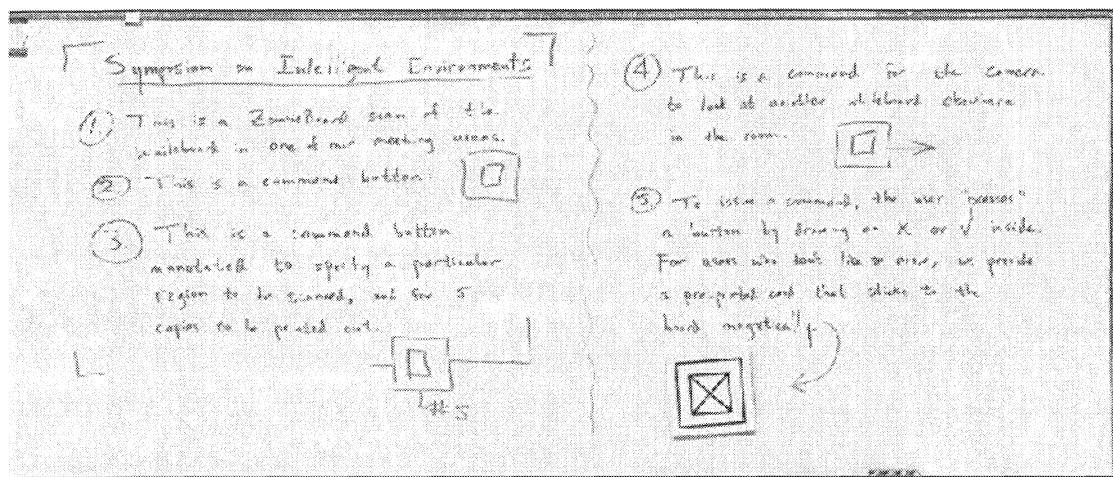 Symposium on Intelligent Environments
1 This is a ZombieBoard scan of the
whiteboard in one of our meeting rooms.
2 This is a command button
3 This is a command button
annotated to specify a particular
region to be scanned, and for 5
copies to be printed out.
#5
4 This is a command for the camera
to look at another whiteboard elsewhere
in the room.
5 To issue a command, the user "presses"
a button by drawing an X or √ inside.
For users who don't like to draw, we provide
a pre-printed card that sticks to the
board magnetically.